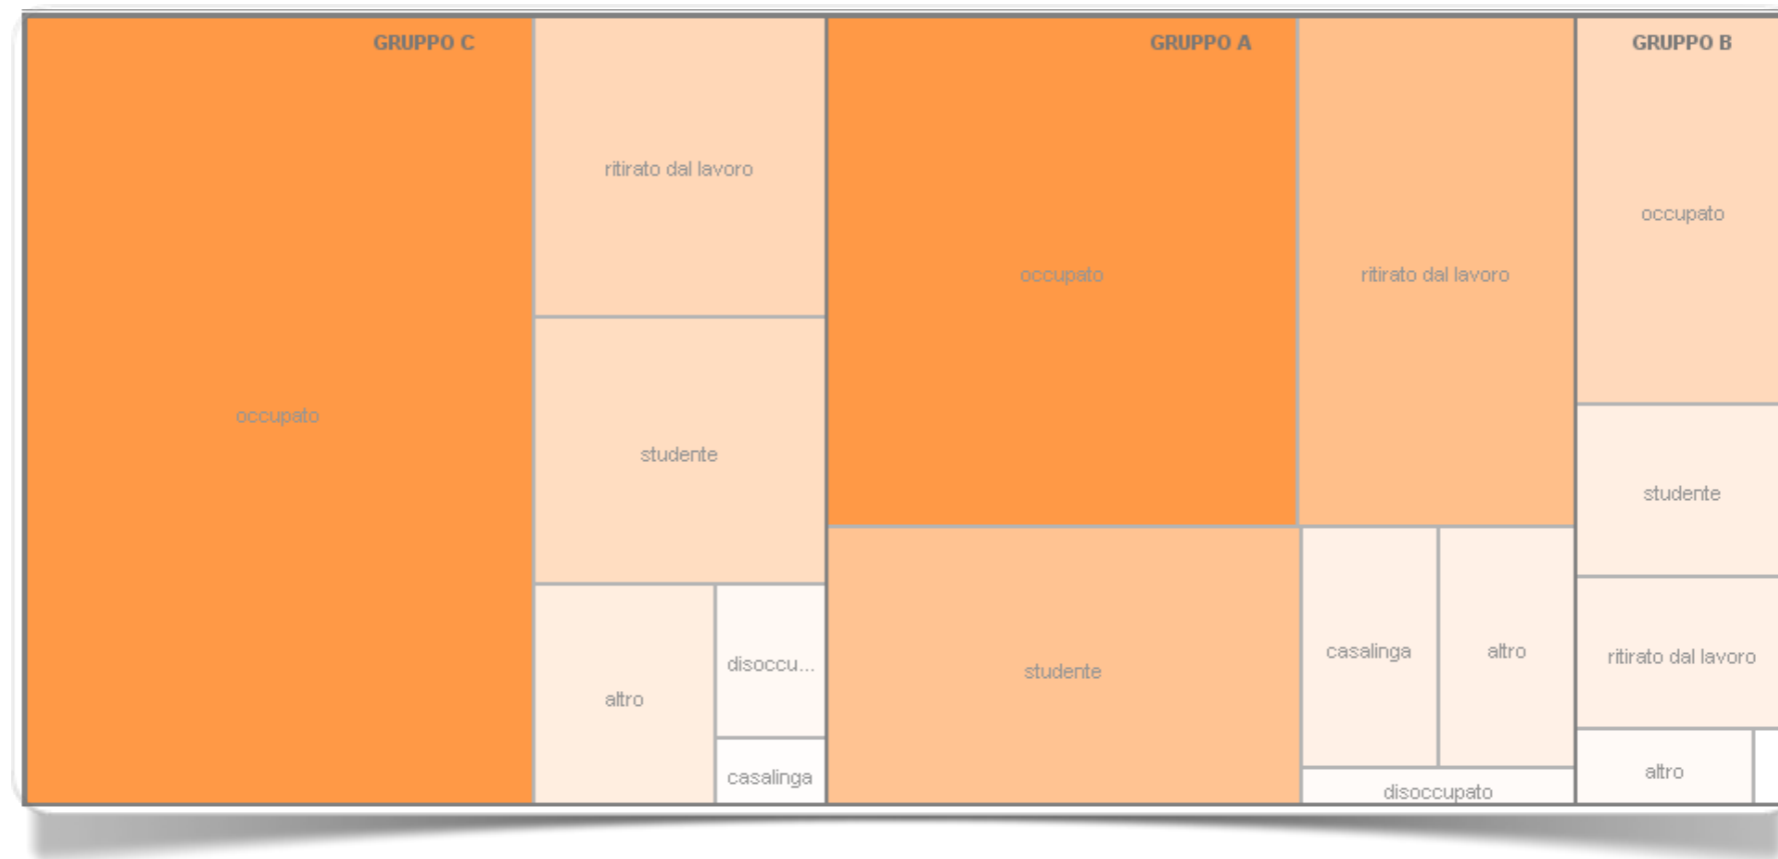 GRUPPO C
occupato
ritirato dal lavoro
studente
altro
disoccu...
casalinga
GRUPPO A
occupato
ritirato dal lavoro
studente
casalinga
altro
disoccupato
GRUPPO B
occupato
studente
ritirato dal lavoro
altro